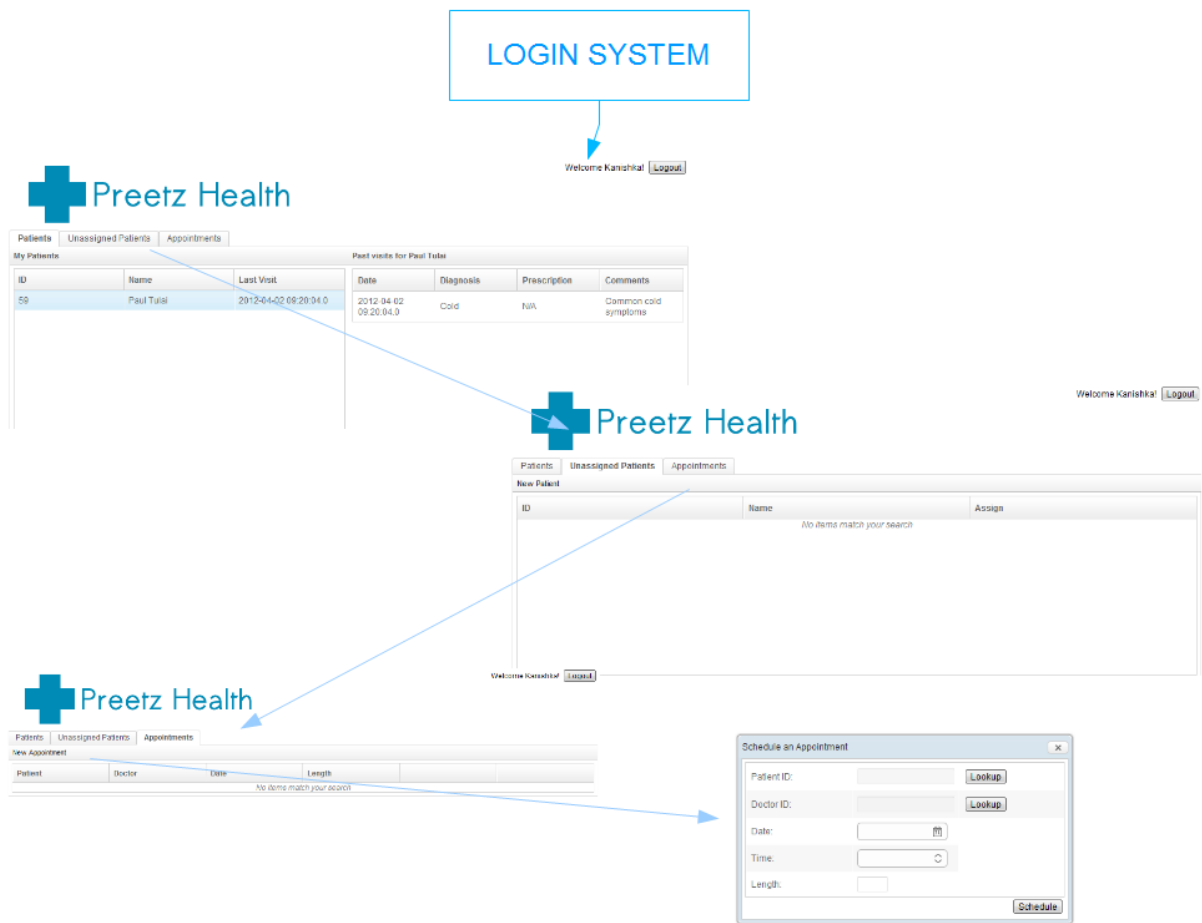 LOGIN SYSTEM
Welcome Kanishka! Logout
Preetz Health
Patients Unassigned Patients Appointments
My Patients Past visits for Paul Tulai
ID Name Last Visit Date Diagnosis Prescription Comments
59 Paul Tulai 2012-04-02 09:20:04.0 2012-04-02 09:20:04.0 Cold N/A Common cold symptoms
Welcome Kanishka! Logout
Preetz Health
Patients Unassigned Patients Appointments
New Patient
ID Name Assign
No items match your search
Welcome Kanishka! Logout
Preetz Health
Patients Unassigned Patients Appointments
New Appointment
Patient Doctor Date Length
No items match your search
Schedule an Appointment
Patient ID: Lookup
Doctor ID: Lookup
Date:
Time:
Length:
Schedule